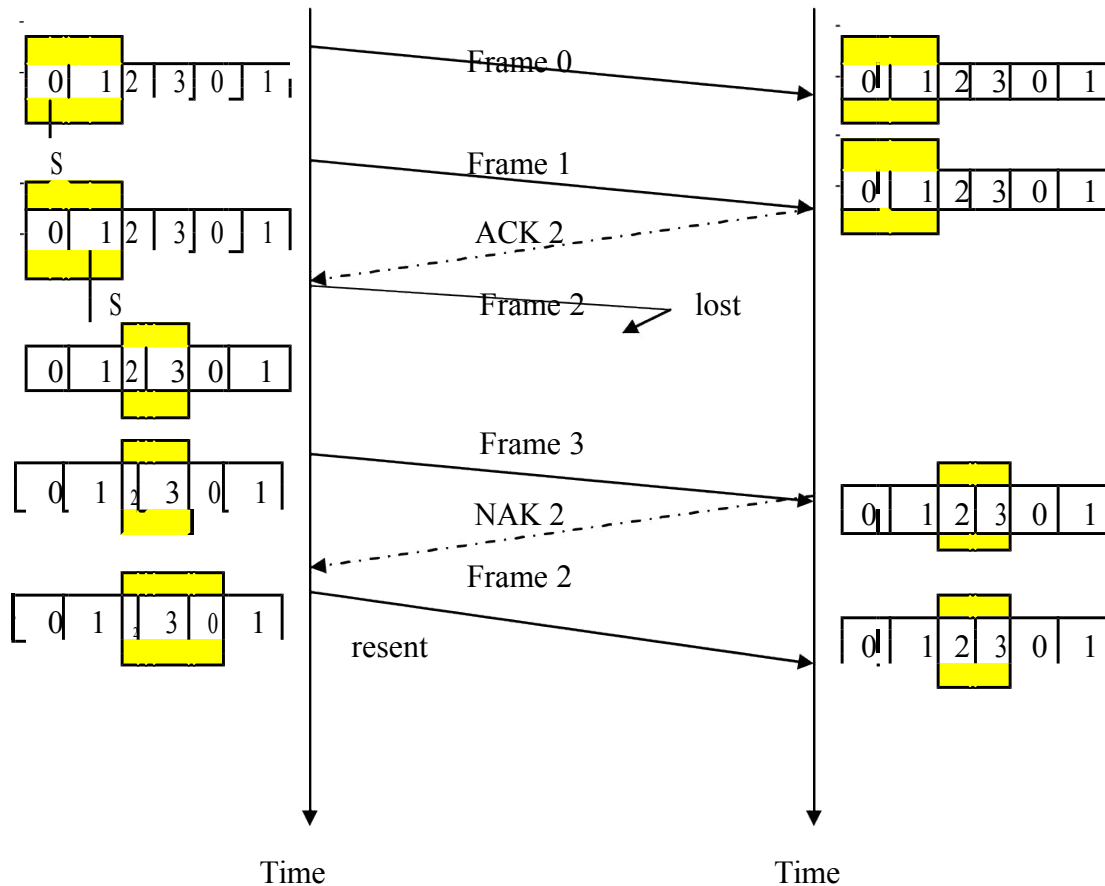 Frame 0
0 1 2 3 0 1
0 1 2 3 0 1
S
Frame 1
0 1 2 3 0 1
0 1 2 3 0 1
ACK 2
S
Frame 2
lost
0 1 2 3 0 1
Frame 3
0 1 2 3 0 1
0 1 2 3 0 1
NAK 2
Frame 2
0 1 2 3 0 1
0 1 2 3 0 1
resent
Time
Time